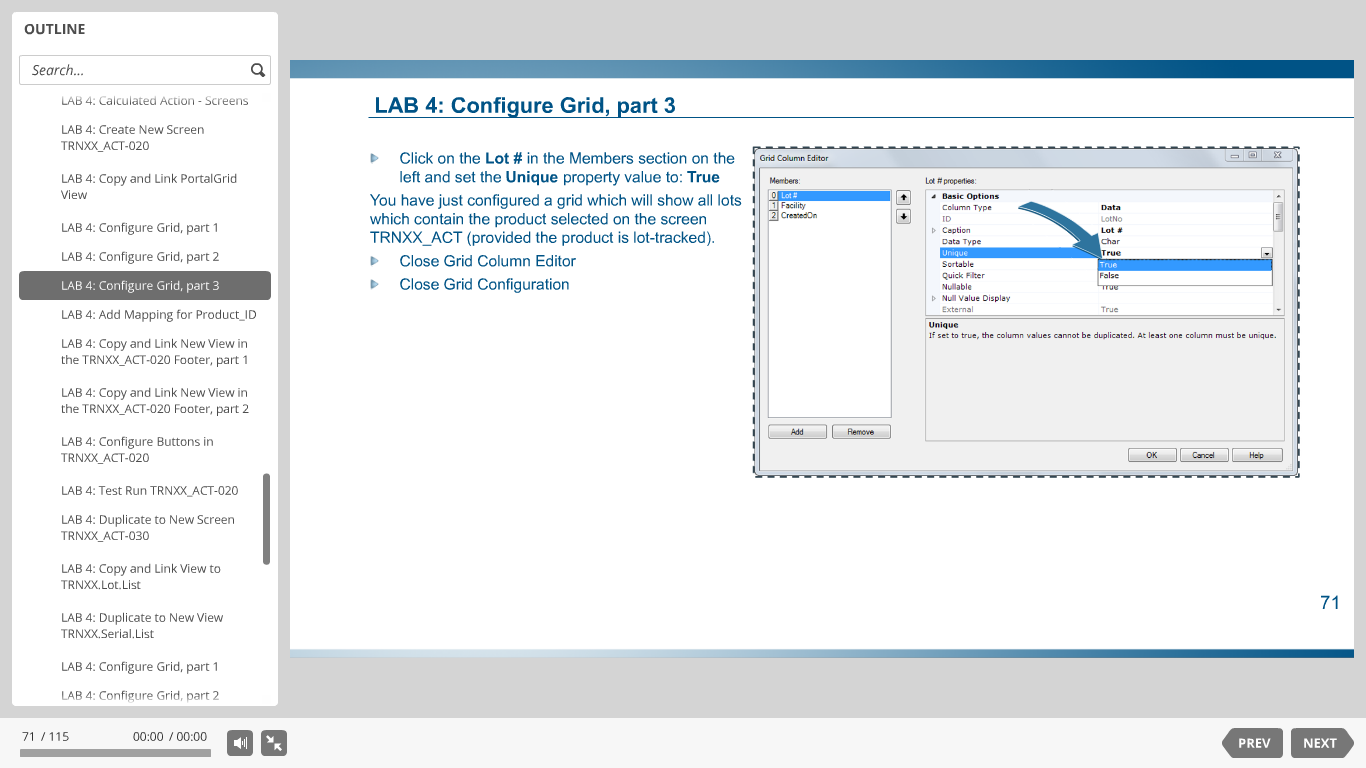 OUTLINE
Search...
LAB 4: Calculated Action - Screens
LAB 4: Create New Screen
TRNXX_ACT-020
LAB 4: Copy and Link PortalGrid
View
LAB 4: Configure Grid, part 1
LAB 4: Configure Grid, part 2
LAB 4: Configure Grid, part 3
LAB 4: Add Mapping for Product_ID
LAB 4: Copy and Link New View in
the TRNXX_ACT-020 Footer, part 1
LAB 4: Copy and Link New View in
the TRNXX_ACT-020 Footer, part 2
LAB 4: Configure Buttons in
TRNXX_ACT-020
LAB 4: Test Run TRNXX_ACT-020
LAB 4: Duplicate to New Screen
TRNXX_ACT-030
LAB 4: Copy and Link View to
TRNXX.Lot.List
LAB 4: Duplicate to New View
TRNXX.Serial.List
LAB 4: Configure Grid, part 1
LAB 4: Configure Grid, part 2
LAB 4: Configure Grid, part 3
Click on the Lot # in the Members section on the
left and set the Unique property value to: True
You have just configured a grid which will show all lots
which contain the product selected on the screen
TRNXX_ACT (provided the product is lot-tracked).
Close Grid Column Editor
Close Grid Configuration
Grid Column Editor
Members:
0 Lot #
1 Facility
2 CreatedOn
Add Remove
Lot # properties:
Basic Options
Column Type Data
ID LotNo
Caption Lot #
Data Type Char
Unique True
Sortable True
Quick Filter False
Nullable True
Null Value Display
External True
Unique
If set to true, the column values cannot be duplicated. At least one column must be unique.
OK Cancel Help
71
71 / 115 00:00 / 00:00
PREV NEXT